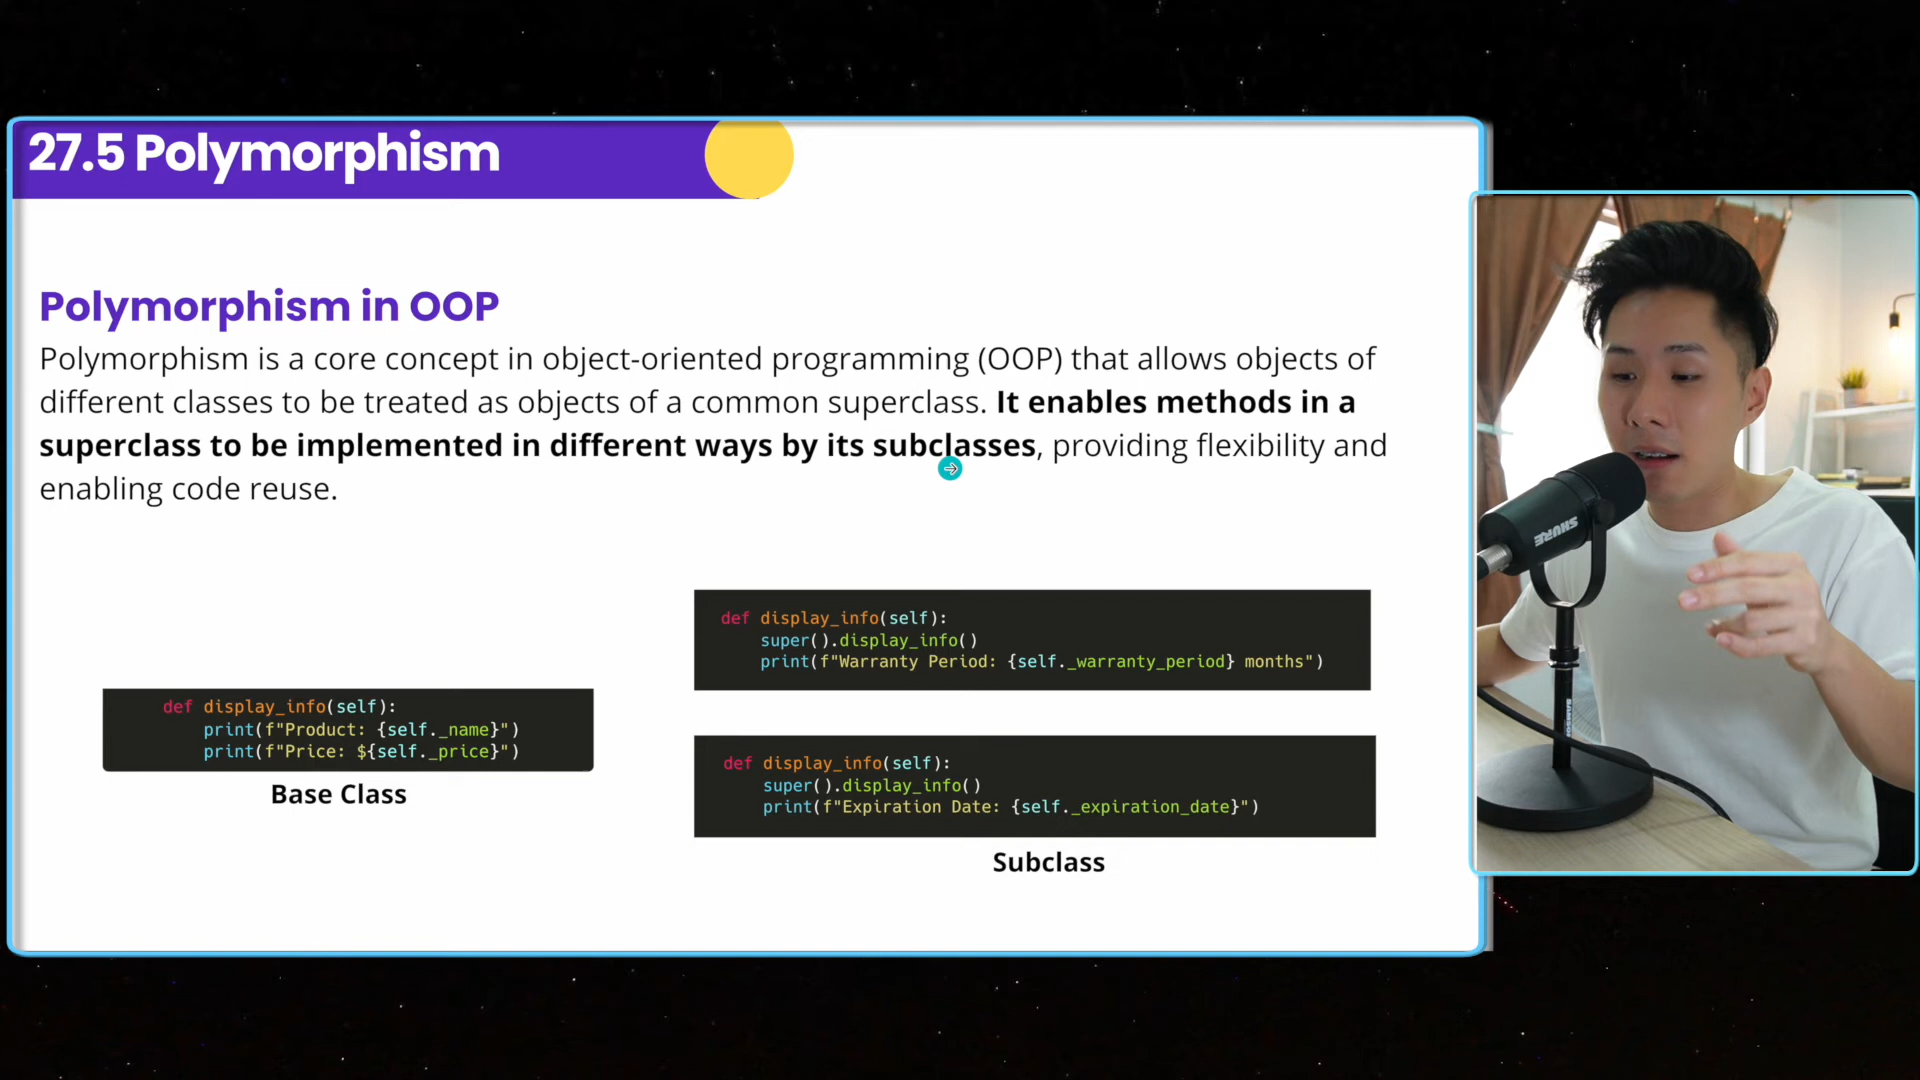 27.5 Polymorphism
Polymorphism in OOP
Polymorphism is a core concept in object-oriented programming (OOP) that allows objects of
different classes to be treated as objects of a common superclass. It enables methods in a
superclass to be implemented in different ways by its subclasses, providing flexibility and
enabling code reuse.
def display_info(self):
print(f"Product: {self._name}")
print(f"Price: ${self._price}")
Base Class
def display_info(self):
super().display_info()
print(f"Warranty Period: {self._warranty_period} months")
def display_info(self):
super().display_info()
print(f"Expiration Date: {self._expiration_date}")
Subclass
SHURE
SAMSON